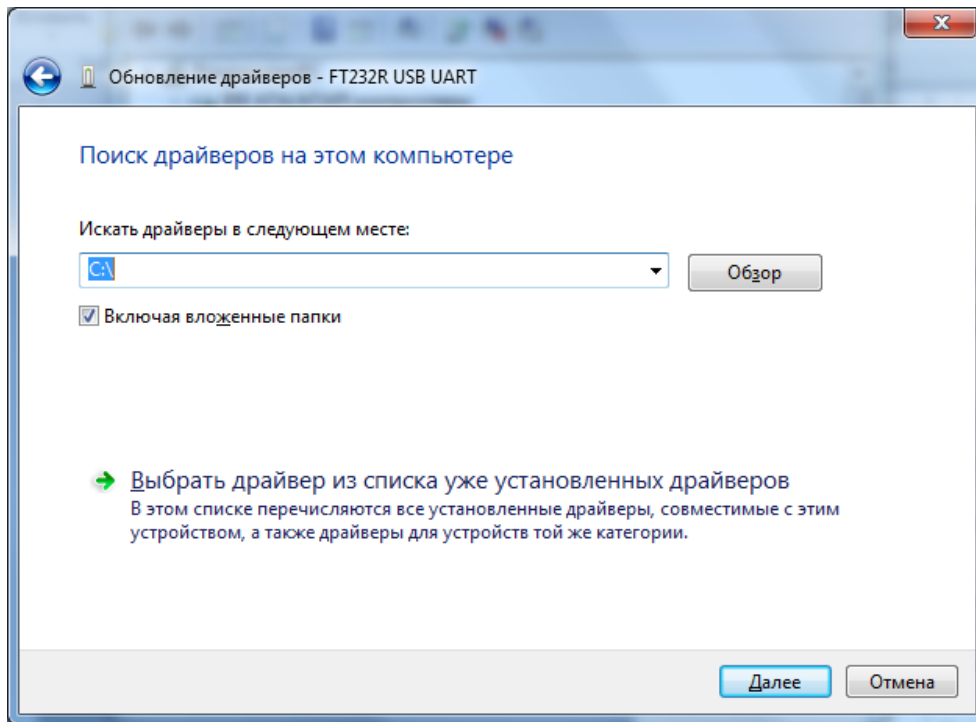 Обновление драйверов - FT232R USB UART
Поиск драйверов на этом компьютере
Искать драйверы в следующем месте:
C:\
Обзор
Включая вложенные папки
Выбрать драйвер из списка уже установленных драйверов
В этом списке перечисляются все установленные драйверы, совместимые с этим
устройством, а также драйверы для устройств той же категории.
Далее
Отмена